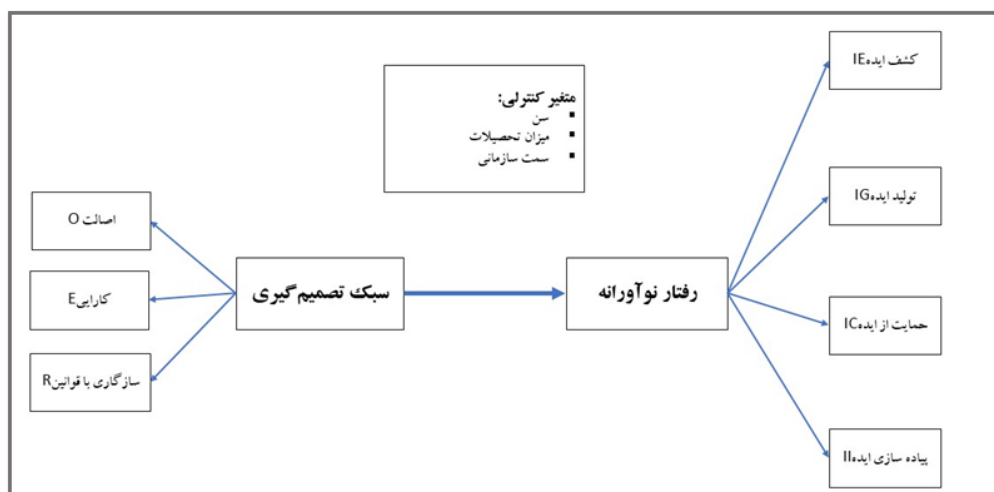 متغیر کنترلی:
▪ سن
▪ میزان تحصیلات
▪ سمت سازمانی
کشف ایدهIE
تولید ایدهIG
حمایت از ایدهIC
پیاده سازی ایدهII
رفتار نوآورانه
سبک تصمیم‌گیری
اصالت O
کاراییE
سازگاری با قوانینR